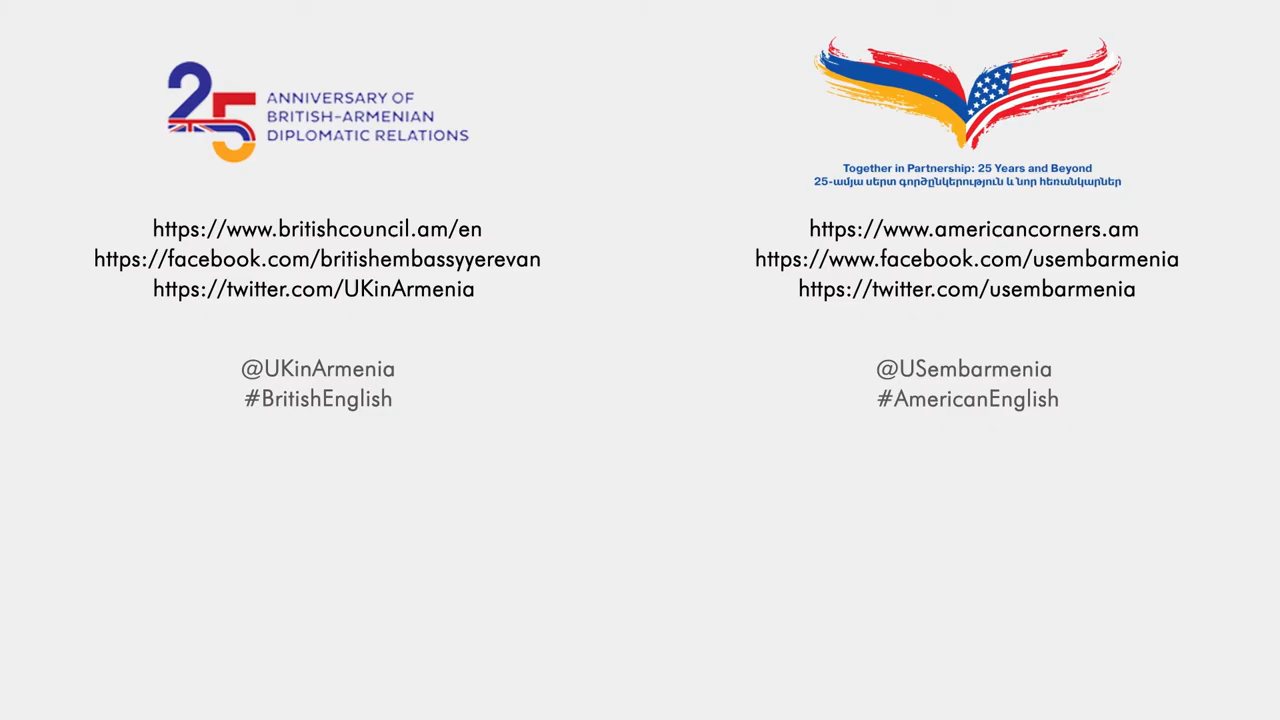 25
ANNIVERSARY OF
BRITISH-ARMENIAN
DIPLOMATIC RELATIONS
https://www.britishcouncil.am/en
https://facebook.com/britishembassyyerevan
https://twitter.com/UKinArmenia
@UKinArmenia
#BritishEnglish
Together in Partnership: 25 Years and Beyond
25-ամյա սերտ գործընկերություն և նոր հեռանկարներ
https://www.americancorners.am
https://www.facebook.com/usembarmenia
https://twitter.com/usembarmenia
@USembarmenia
#AmericanEnglish